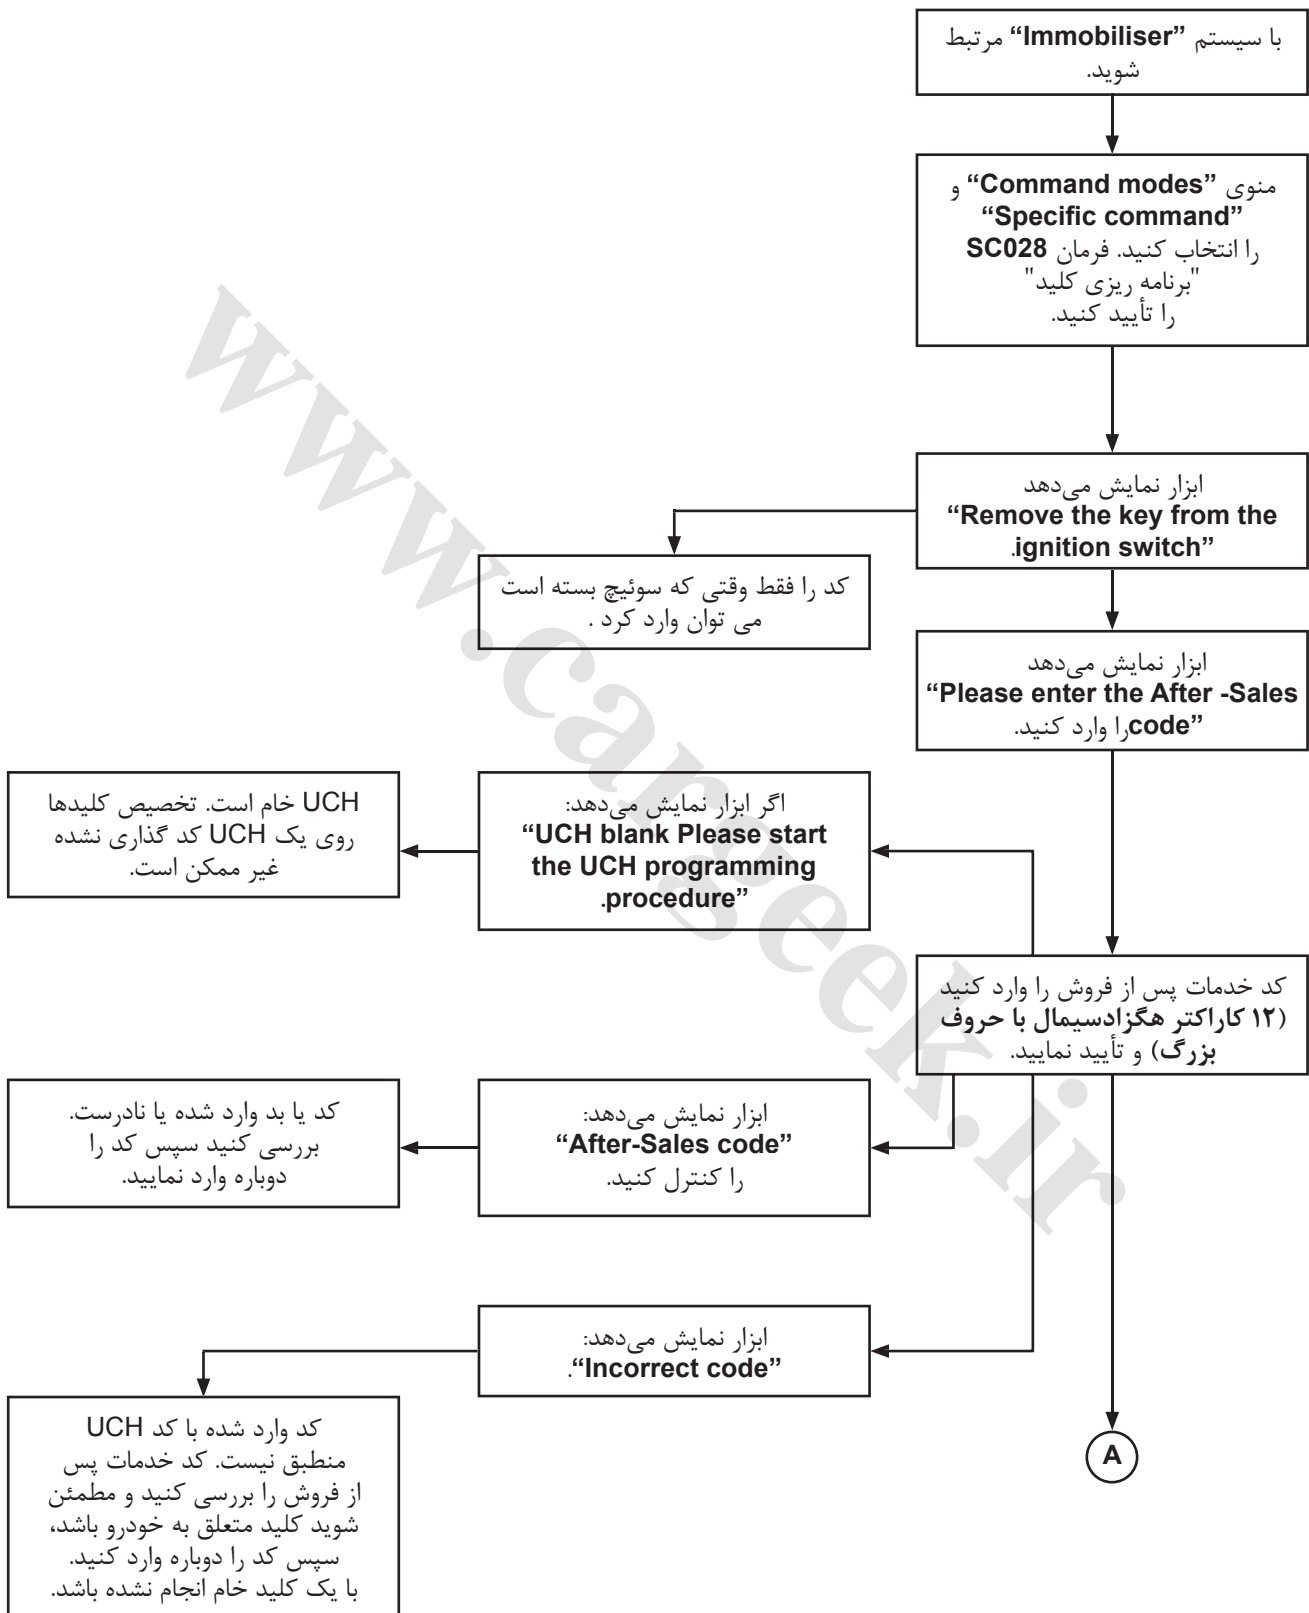 با سیستم “Immobiliser” مرتبط
شوید.
منوی “Command modes” و
“Specific command”
را انتخاب کنید. فرمان SC028
"برنامه ریزی کلید"
را تأیید کنید.
ابزار نمایش می‌دهد
“Remove the key from the
ignition switch”.
کد را فقط وقتی که سوئیچ بسته است
می توان وارد کرد .
ابزار نمایش می‌دهد
“Please enter the After -Sales
code”را وارد کنید.
اگر ابزار نمایش می‌دهد:
“UCH blank Please start
the UCH programming
procedure”.
UCH خام است. تخصیص کلیدها
روی یک UCH کد گذاری نشده
غیر ممکن است.
کد خدمات پس از فروش را وارد کنید
(۱۲ کاراکتر هگزادسیمال با حروف
بزرگ) و تأیید نمایید.
ابزار نمایش می‌دهد:
“After-Sales code”
را کنترل کنید.
کد یا بد وارد شده یا نادرست.
بررسی کنید سپس کد را
دوباره وارد نمایید.
ابزار نمایش می‌دهد:
“Incorrect code”.
کد وارد شده با کد UCH
منطبق نیست. کد خدمات پس
از فروش را بررسی کنید و مطمئن
شوید کلید متعلق به خودرو باشد،
سپس کد را دوباره وارد کنید.
با یک کلید خام انجام نشده باشد.
A
www.cargeek.ir